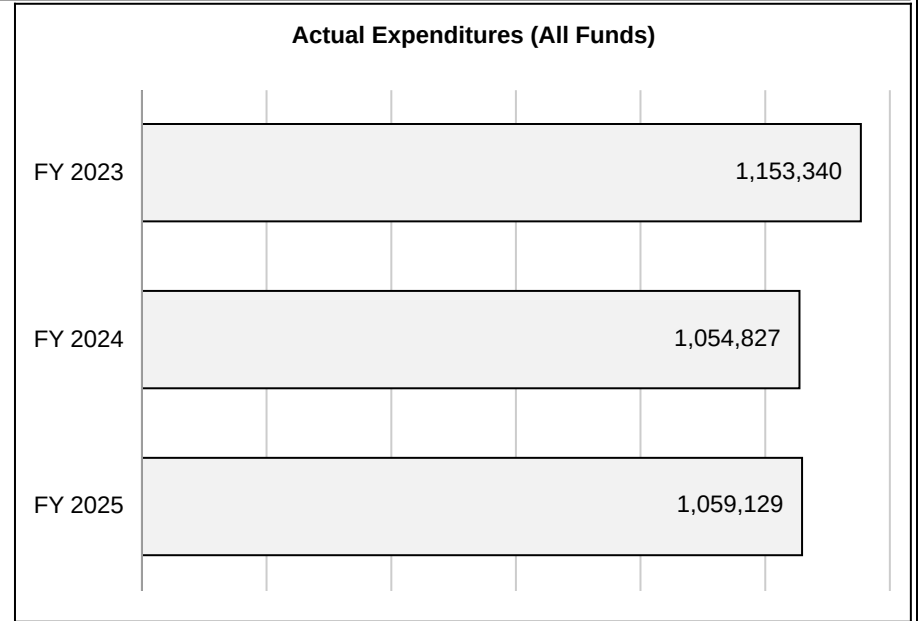 Actual Expenditures (All Funds)
FY 2023
1,153,340
FY 2024
1,054,827
FY 2025
1,059,129